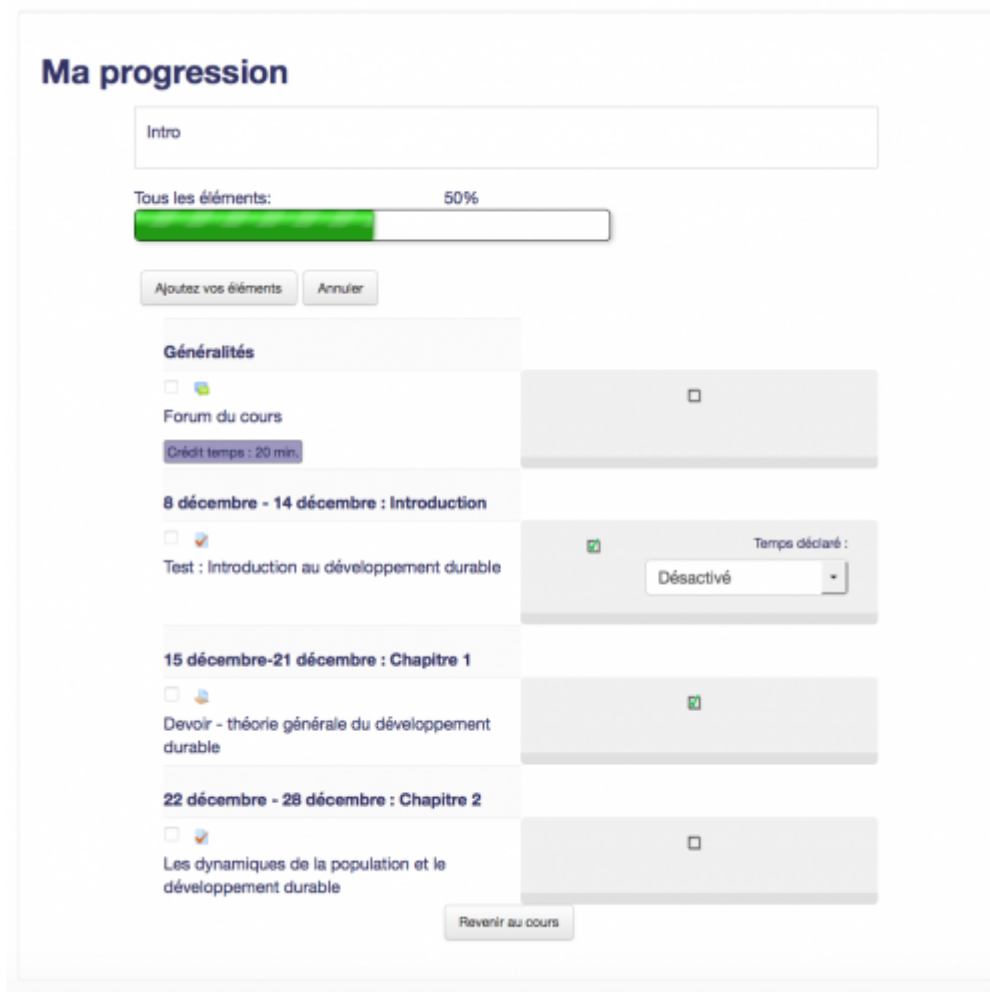 Ma progression
Intro
Tous les éléments: 50%
Ajoutez vos éléments Annuler
Généralités
Forum du cours
Crédit temps : 20 min.
8 décembre - 14 décembre : Introduction
Temps déclaré :
Test : Introduction au développement durable
Désactivé
15 décembre-21 décembre : Chapitre 1
Devoir - théorie générale du développement
durable
22 décembre - 28 décembre : Chapitre 2
Les dynamiques de la population et le
développement durable
Revenir au cours